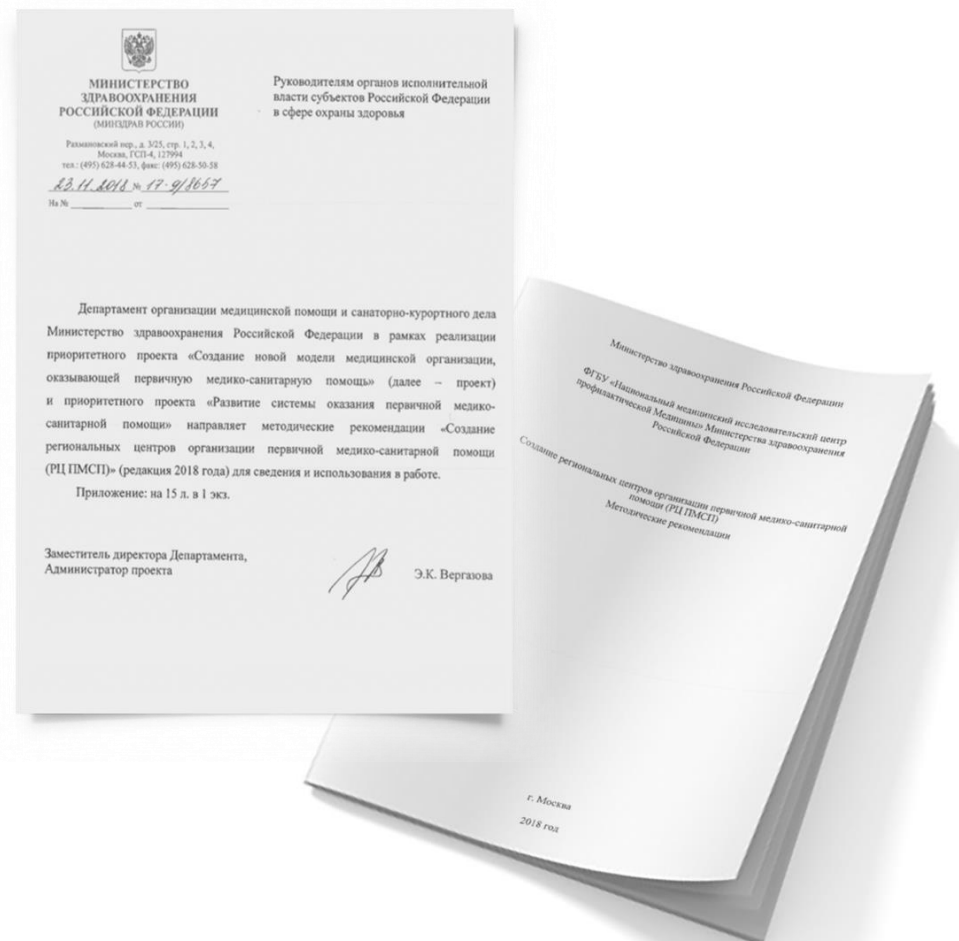 МИНИСТЕРСТВО
ЗДРАВООХРАНЕНИЯ
РОССИЙСКОЙ ФЕДЕРАЦИИ
(МИНЗДРАВ РОССИИ)
Рахмановский пер., д. 3/25, стр. 1, 2, 3, 4,
Москва, ГСП-4, 127994
тел.: (495) 628-44-53, факс: (495) 628-50-58
23.11.2018 № 17-9/8657
На № ____________ от ________________
Руководителям органов исполнительной
власти субъектов Российской Федерации
в сфере охраны здоровья
Департамент организации медицинской помощи и санаторно-курортного дела
Министерство здравоохранения Российской Федерации в рамках реализации
приоритетного проекта «Создание новой модели медицинской организации,
оказывающей первичную медико-санитарную помощь» (далее – проект)
и приоритетного проекта «Развитие системы оказания первичной медико-
санитарной помощи» направляет методические рекомендации «Создание
региональных центров организации первичной медико-санитарной помощи
(РЦ ПМСП)» (редакция 2018 года) для сведения и использования в работе.
Приложение: на 15 л. в 1 экз.
Заместитель директора Департамента,
Администратор проекта
Э.К. Вергазова
Министерство здравоохранения Российской Федерации
ФГБУ «Национальный медицинский исследовательский центр
профилактической Медицины» Министерства здравоохранения
Российской Федерации
Создание региональных центров организации первичной медико-санитарной
помощи (РЦ ПМСП)
Методические рекомендации
г. Москва
2018 год